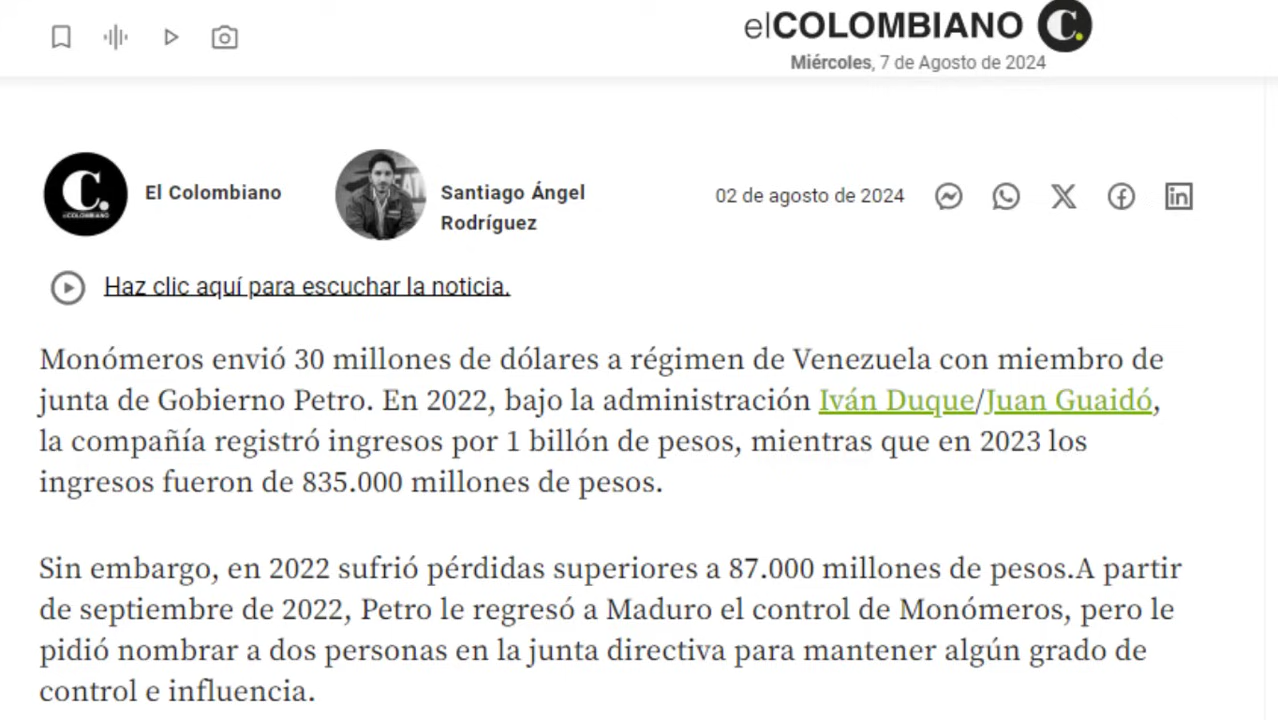 elCOLOMBIANO C.
Miércoles, 7 de Agosto de 2024
C.
elCOLOMBIANO
El Colombiano
Santiago Ángel
Rodríguez
02 de agosto de 2024
Haz clic aquí para escuchar la noticia.
Monómeros envió 30 millones de dólares a régimen de Venezuela con miembro de
junta de Gobierno Petro. En 2022, bajo la administración Iván Duque/Juan Guaidó,
la compañía registró ingresos por 1 billón de pesos, mientras que en 2023 los
ingresos fueron de 835.000 millones de pesos.
Sin embargo, en 2022 sufrió pérdidas superiores a 87.000 millones de pesos.A partir
de septiembre de 2022, Petro le regresó a Maduro el control de Monómeros, pero le
pidió nombrar a dos personas en la junta directiva para mantener algún grado de
control e influencia.